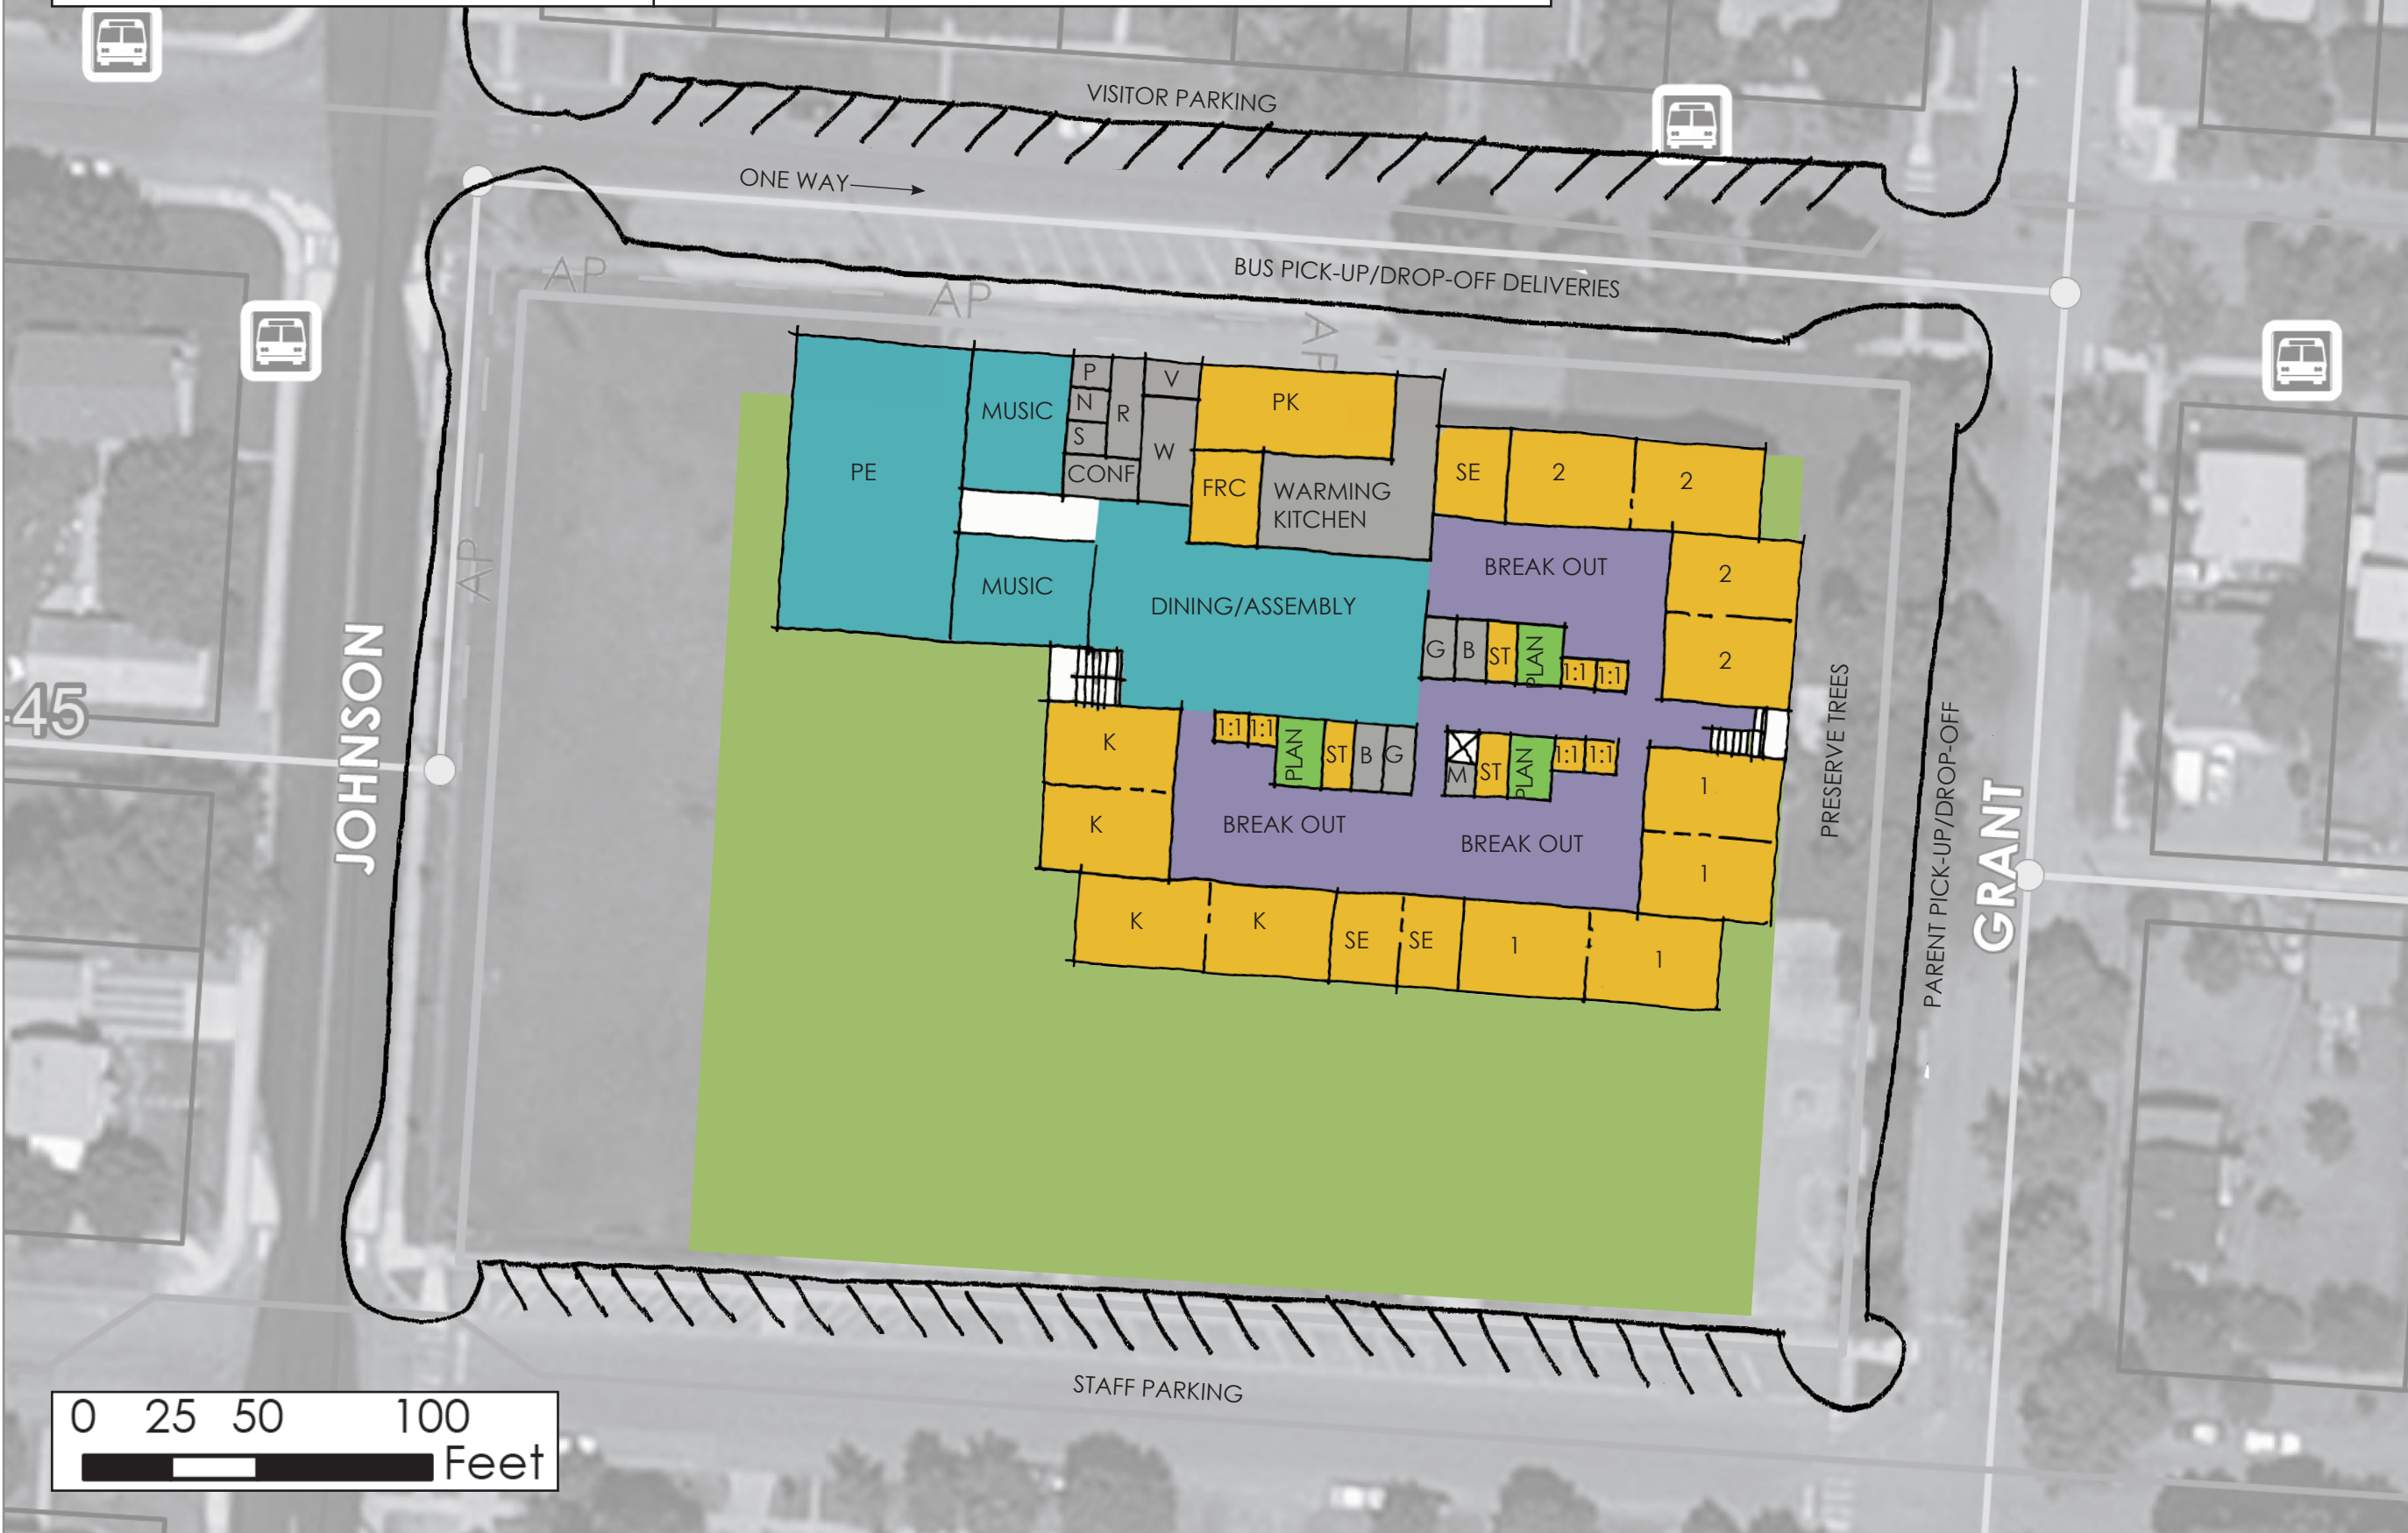 VISITOR PARKING
ONE WAY
BUS PICK-UP/DROP-OFF DELIVERIES
AP
AP
AP
AP
PE
MUSIC
P
N
S
R
V
W
CONF
PK
FRC
WARMING
KITCHEN
SE
2
2
MUSIC
DINING/ASSEMBLY
BREAK OUT
2
2
G
B
ST
PLAN
1:1
1:1
K
K
1:1
1:1
PLAN
ST
B
G
M
ST
PLAN
1:1
1:1
BREAK OUT
BREAK OUT
1
1
K
K
SE
SE
1
1
PRESERVE TREES
PARENT PICK-UP/DROP-OFF
JOHNSON
GRANT
45
STAFF PARKING
0 25 50 100
Feet